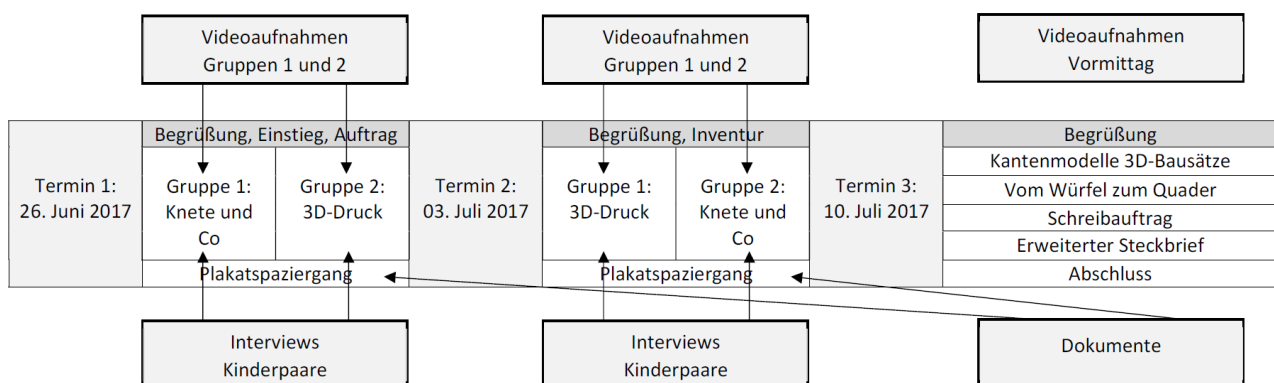 Videoaufnahmen
Gruppen 1 und 2
Videoaufnahmen
Gruppen 1 und 2
Videoaufnahmen
Vormittag
Termin 1:
26. Juni 2017
Begrüßung, Einstieg, Auftrag
Gruppe 1:
Knete und
Co
Gruppe 2:
3D-Druck
Plakatspaziergang
Termin 2:
03. Juli 2017
Begrüßung, Inventur
Gruppe 1:
3D-Druck
Gruppe 2:
Knete und
Co
Plakatspaziergang
Termin 3:
10. Juli 2017
Begrüßung
Kantenmodelle 3D-Bausätze
Vom Würfel zum Quader
Schreibauftrag
Erweiterter Steckbrief
Abschluss
Interviews
Kinderpaare
Interviews
Kinderpaare
Dokumente